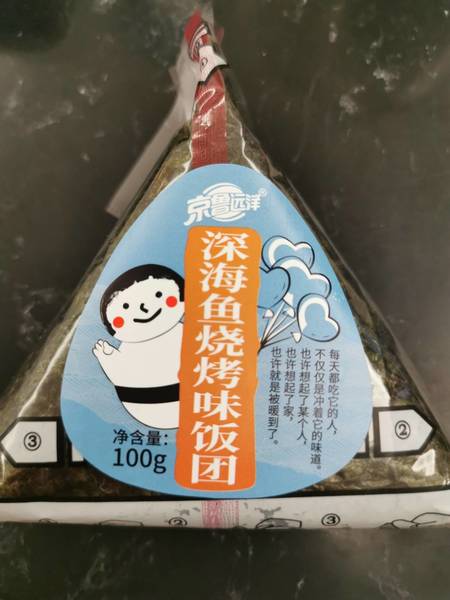 京鲁远洋®
深海鱼烧烤味饭团
每天都吃它的人，
不仅仅是冲着它的味道。
也许想起了某个人，
也许想起了家，
也许就是被暖到了。
净含量：
100g
③
②
②
③